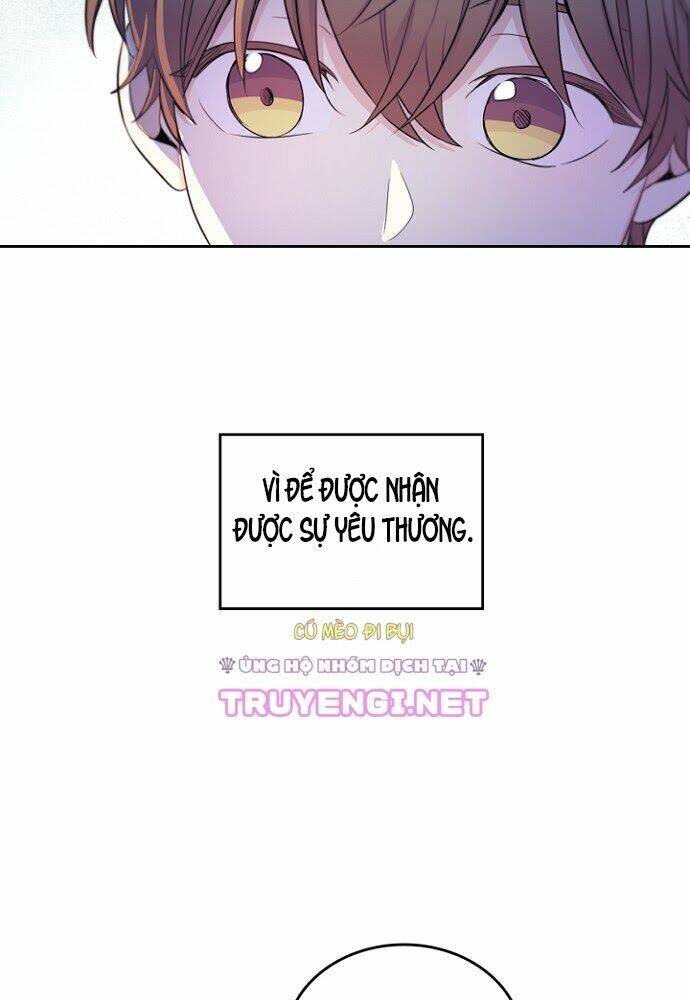 VÌ ĐỂ ĐƯỢC NHẬN
ĐƯỢC SỰ YÊU THƯƠNG.
CÚ MÈO ĐI BỤI
ỦNG HỘ NHÓM DỊCH TẠI
TRUYENGI.NET